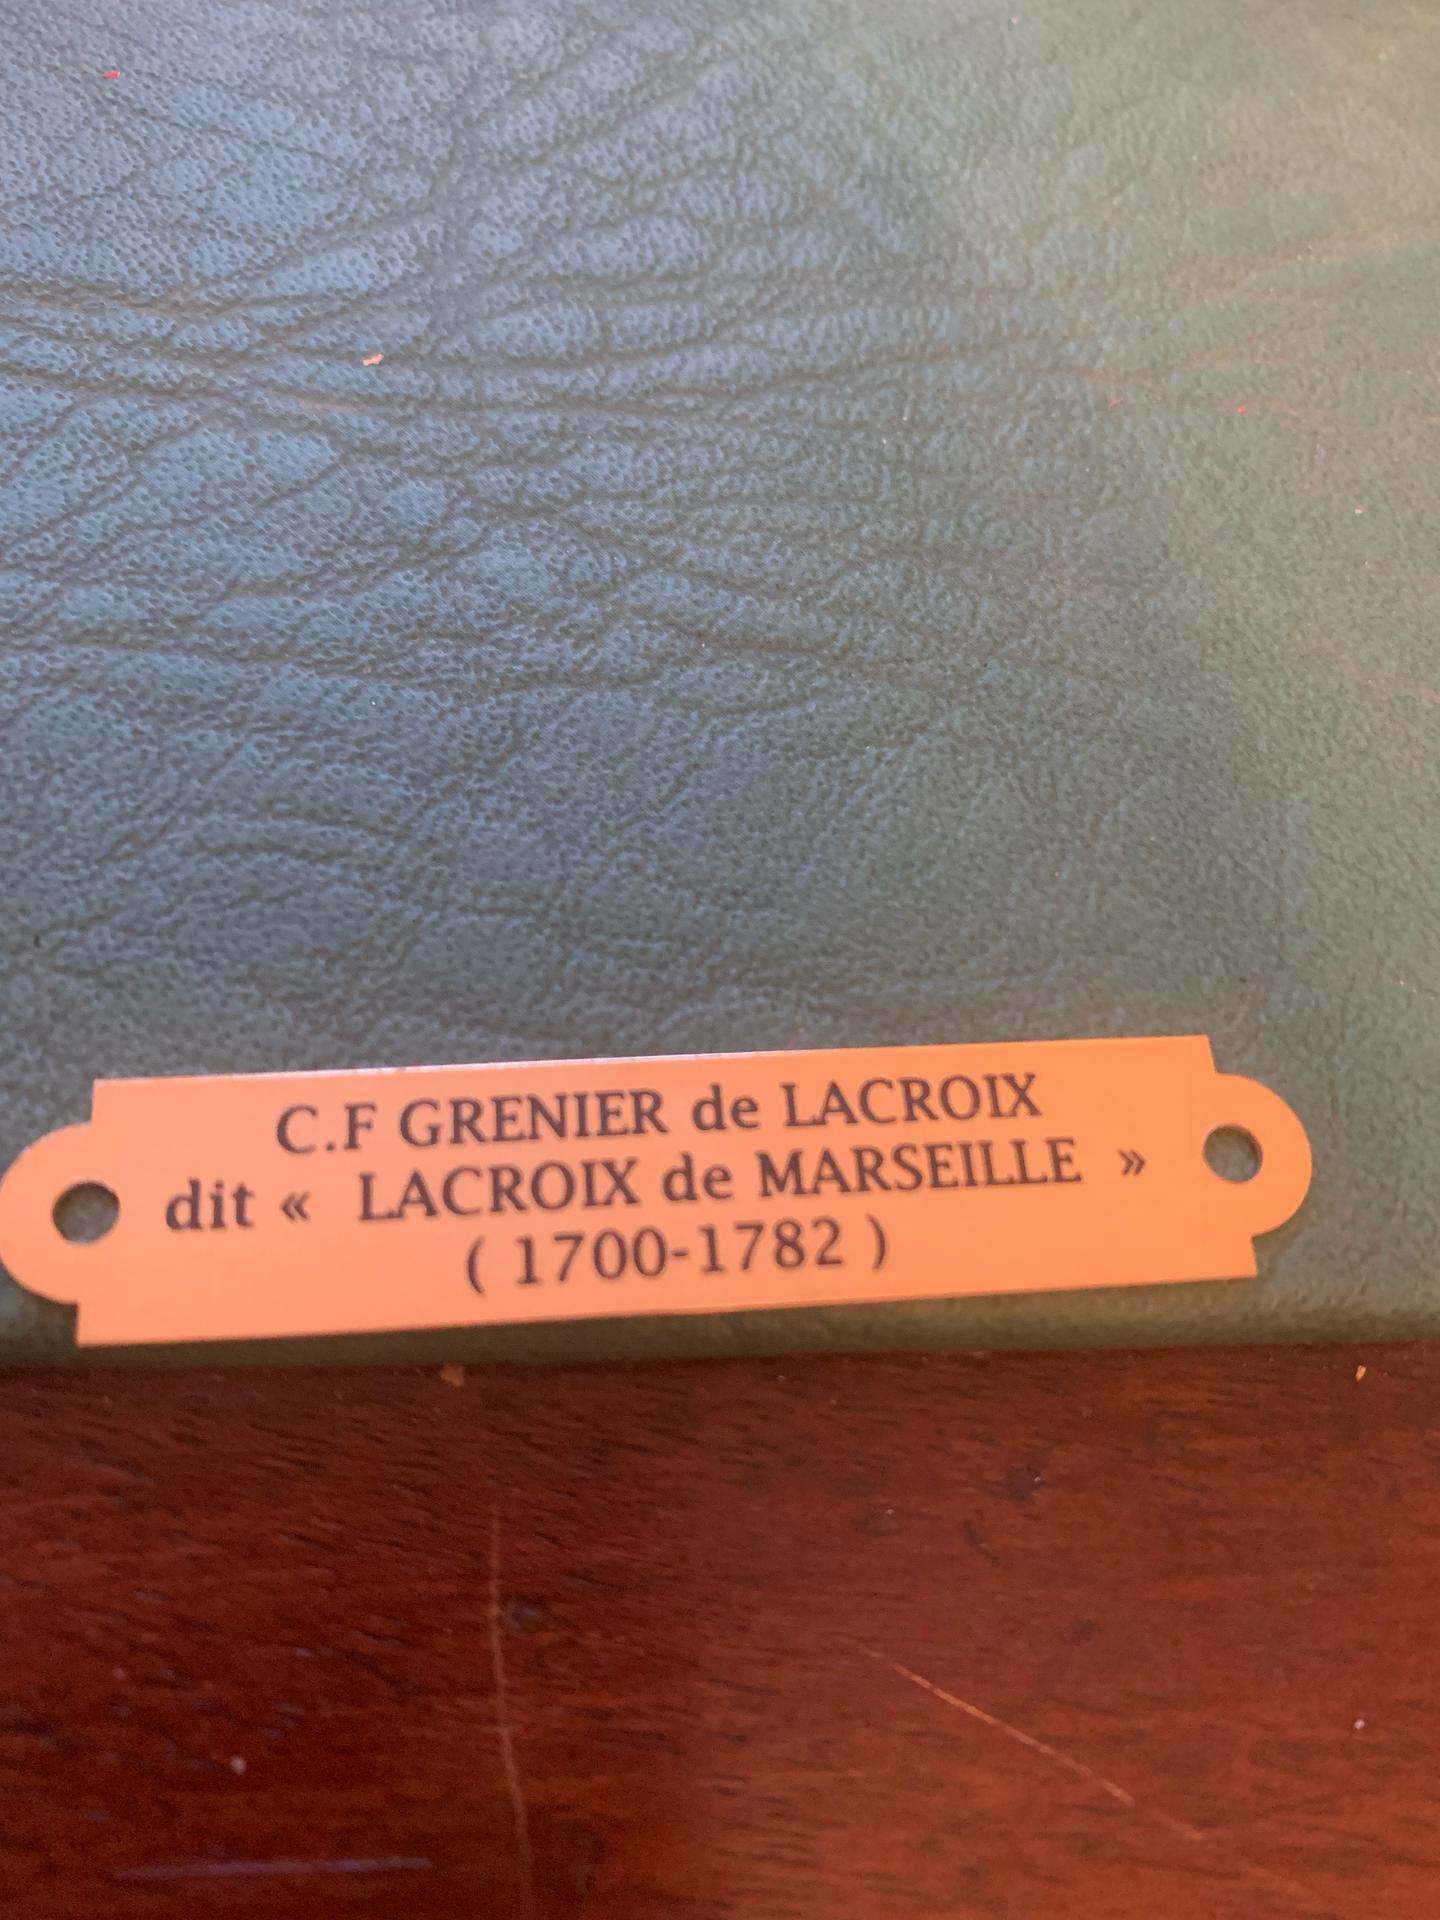 C.F GRENIER de LACROIX
dit « LACROIX de MARSEILLE »
( 1700-1782 )